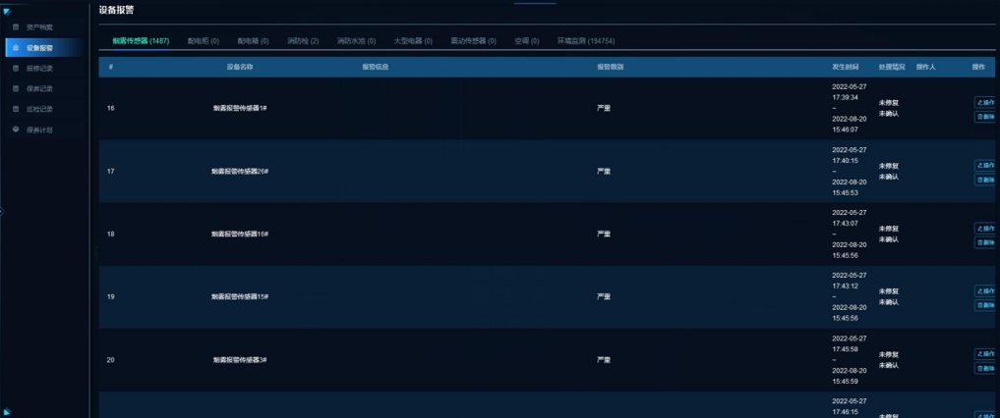 设备报警
资产档案
设备报警
报修记录
保养记录
巡检记录
保养计划
烟雾传感器 (1487) 配电柜 (0) 配电箱 (0) 消防栓 (2) 消防水池 (0) 大型电器 (0) 震动传感器 (0) 空调 (0) 环境监测 (194754)
# 设备名称 报警信息 报警级别 发生时间 处理情况 操作人 操作
16 烟雾报警传感器1# 严重 2022-05-27 17:39:34 ~ 2022-08-20 15:46:07 未修复 未确认 操作 删除
17 烟雾报警传感器26# 严重 2022-05-27 17:40:15 ~ 2022-08-20 15:45:53 未修复 未确认 操作 删除
18 烟雾报警传感器16# 严重 2022-05-27 17:43:07 ~ 2022-08-20 15:45:56 未修复 未确认 操作 删除
19 烟雾报警传感器15# 严重 2022-05-27 17:43:12 ~ 2022-08-20 15:45:56 未修复 未确认 操作 删除
20 烟雾报警传感器3# 严重 2022-05-27 17:45:58 ~ 2022-08-20 15:45:59 未修复 未确认 操作 删除
2022-05-27 17:46:15 未修复 操作